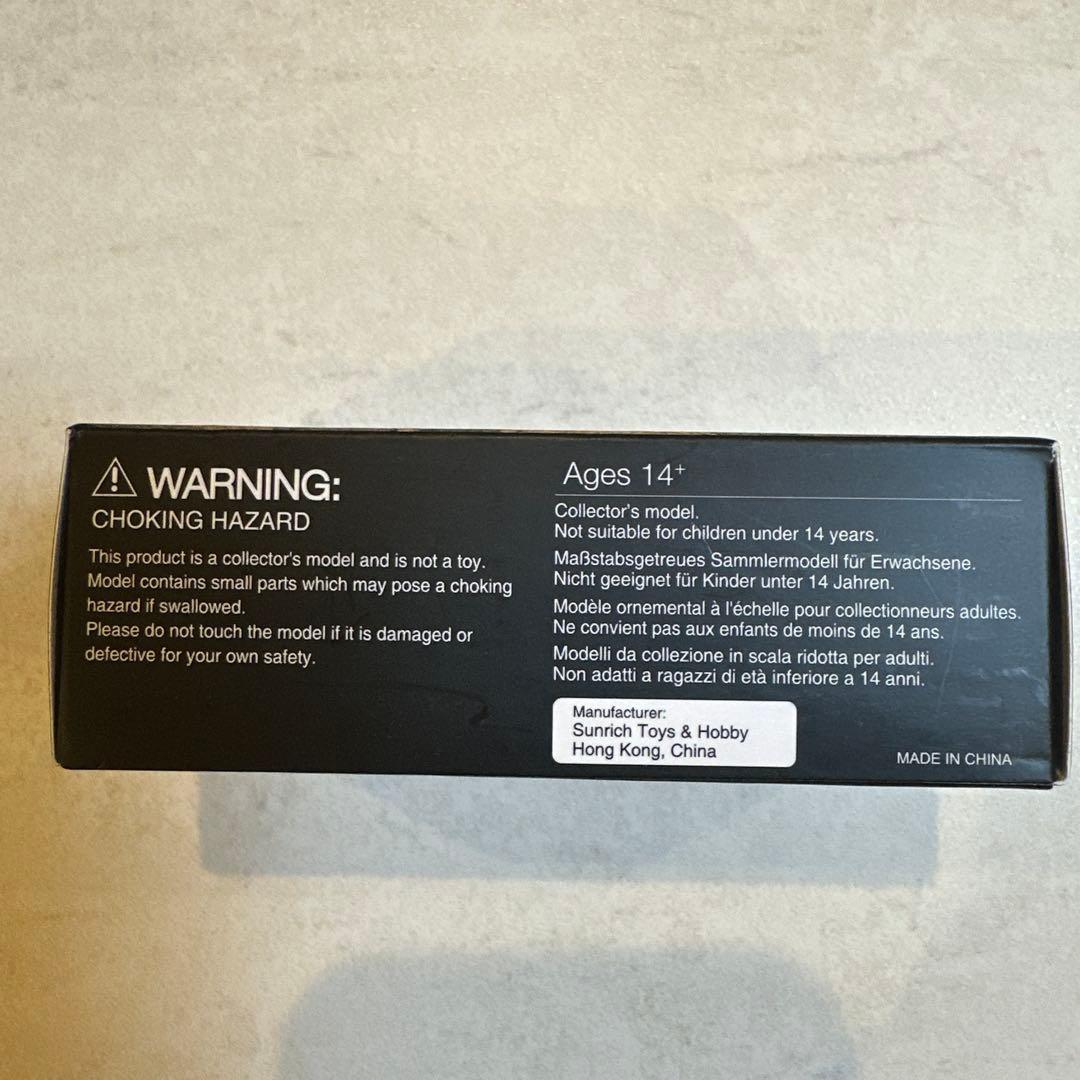 WARNING:
CHOKING HAZARD
This product is a collector's model and is not a toy.
Model contains small parts which may pose a choking
hazard if swallowed.
Please do not touch the model if it is damaged or
defective for your own safety.
Ages 14+
Collector's model.
Not suitable for children under 14 years.
Maßstabsgetreues Sammlermodell für Erwachsene.
Nicht geeignet für Kinder unter 14 Jahren.
Modèle ornemental à l'échelle pour collectionneurs adultes.
Ne convient pas aux enfants de moins de 14 ans.
Modelli da collezione in scala ridotta per adulti.
Non adatti a ragazzi di età inferiore a 14 anni.
Manufacturer:
Sunrich Toys & Hobby
Hong Kong, China
MADE IN CHINA